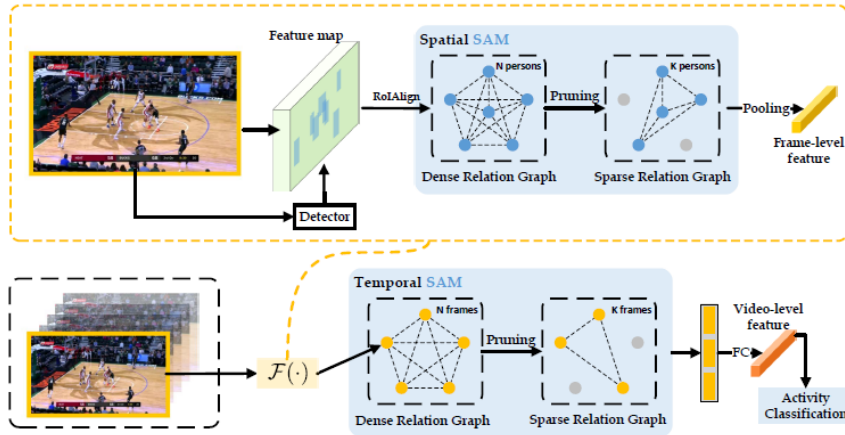 Feature map
Spatial SAM
N persons
K persons
RoIAlign
Pruning
Pooling
Frame-level
feature
Dense Relation Graph
Sparse Relation Graph
Detector
Temporal SAM
N frames
K frames
Video-level
feature
Pruning
FC
F(·)
Activity
Classification
Dense Relation Graph
Sparse Relation Graph